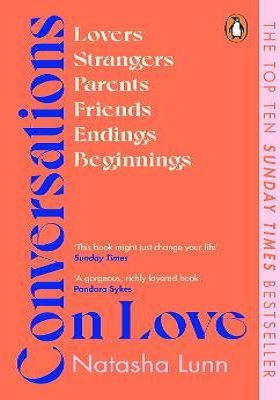 Conversations
On Love
Lovers
Strangers
Parents
Friends
Endings
Beginnings
'This book might just change your life'
Sunday Times
'A gorgeous, richly layered book'
Pandora Sykes
Natasha Lunn
THE TOP TEN SUNDAY TIMES BESTSELLER